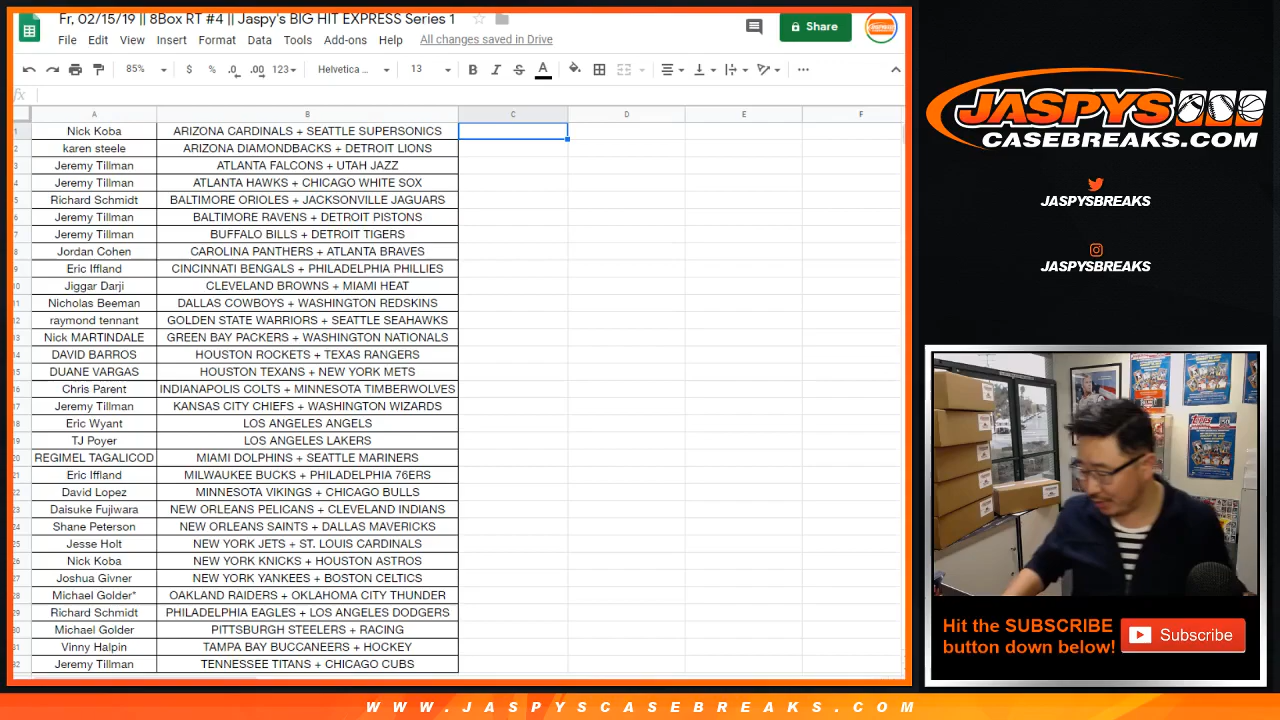 Fr, 02/15/19 || 8Box RT #4 || Jaspy's BIG HIT EXPRESS Series 1
File Edit View Insert Format Data Tools Add-ons Help All changes saved in Drive
Share
85% $ % .0 .00 123 Helvetica ... 13 B I S A
fx
A B C D E F
1 Nick Koba ARIZONA CARDINALS + SEATTLE SUPERSONICS
2 karen steele ARIZONA DIAMONDBACKS + DETROIT LIONS
3 Jeremy Tillman ATLANTA FALCONS + UTAH JAZZ
4 Jeremy Tillman ATLANTA HAWKS + CHICAGO WHITE SOX
5 Richard Schmidt BALTIMORE ORIOLES + JACKSONVILLE JAGUARS
6 Jeremy Tillman BALTIMORE RAVENS + DETROIT PISTONS
7 Jeremy Tillman BUFFALO BILLS + DETROIT TIGERS
8 Jordan Cohen CAROLINA PANTHERS + ATLANTA BRAVES
9 Eric Iffland CINCINNATI BENGALS + PHILADELPHIA PHILLIES
10 Jiggar Darji CLEVELAND BROWNS + MIAMI HEAT
11 Nicholas Beeman DALLAS COWBOYS + WASHINGTON REDSKINS
12 raymond tennant GOLDEN STATE WARRIORS + SEATTLE SEAHAWKS
13 Nick MARTINDALE GREEN BAY PACKERS + WASHINGTON NATIONALS
14 DAVID BARROS HOUSTON ROCKETS + TEXAS RANGERS
15 DUANE VARGAS HOUSTON TEXANS + NEW YORK METS
16 Chris Parent INDIANAPOLIS COLTS + MINNESOTA TIMBERWOLVES
17 Jeremy Tillman KANSAS CITY CHIEFS + WASHINGTON WIZARDS
18 Eric Wyant LOS ANGELES ANGELS
19 TJ Poyer LOS ANGELES LAKERS
20 REGIMEL TAGALICOD MIAMI DOLPHINS + SEATTLE MARINERS
21 Eric Iffland MILWAUKEE BUCKS + PHILADELPHIA 76ERS
22 David Lopez MINNESOTA VIKINGS + CHICAGO BULLS
23 Daisuke Fujiwara NEW ORLEANS PELICANS + CLEVELAND INDIANS
24 Shane Peterson NEW ORLEANS SAINTS + DALLAS MAVERICKS
25 Jesse Holt NEW YORK JETS + ST. LOUIS CARDINALS
26 Nick Koba NEW YORK KNICKS + HOUSTON ASTROS
27 Joshua Givner NEW YORK YANKEES + BOSTON CELTICS
28 Michael Golder* OAKLAND RAIDERS + OKLAHOMA CITY THUNDER
29 Richard Schmidt PHILADELPHIA EAGLES + LOS ANGELES DODGERS
30 Michael Golder PITTSBURGH STEELERS + RACING
31 Vinny Halpin TAMPA BAY BUCCANEERS + HOCKEY
32 Jeremy Tillman TENNESSEE TITANS + CHICAGO CUBS
JASPYS
CASEBREAKS.COM
JASPYSBREAKS
JASPYSBREAKS
Topps
Hit the SUBSCRIBE
button down below!
Subscribe
WWW.JASPYSCASEBREAKS.COM